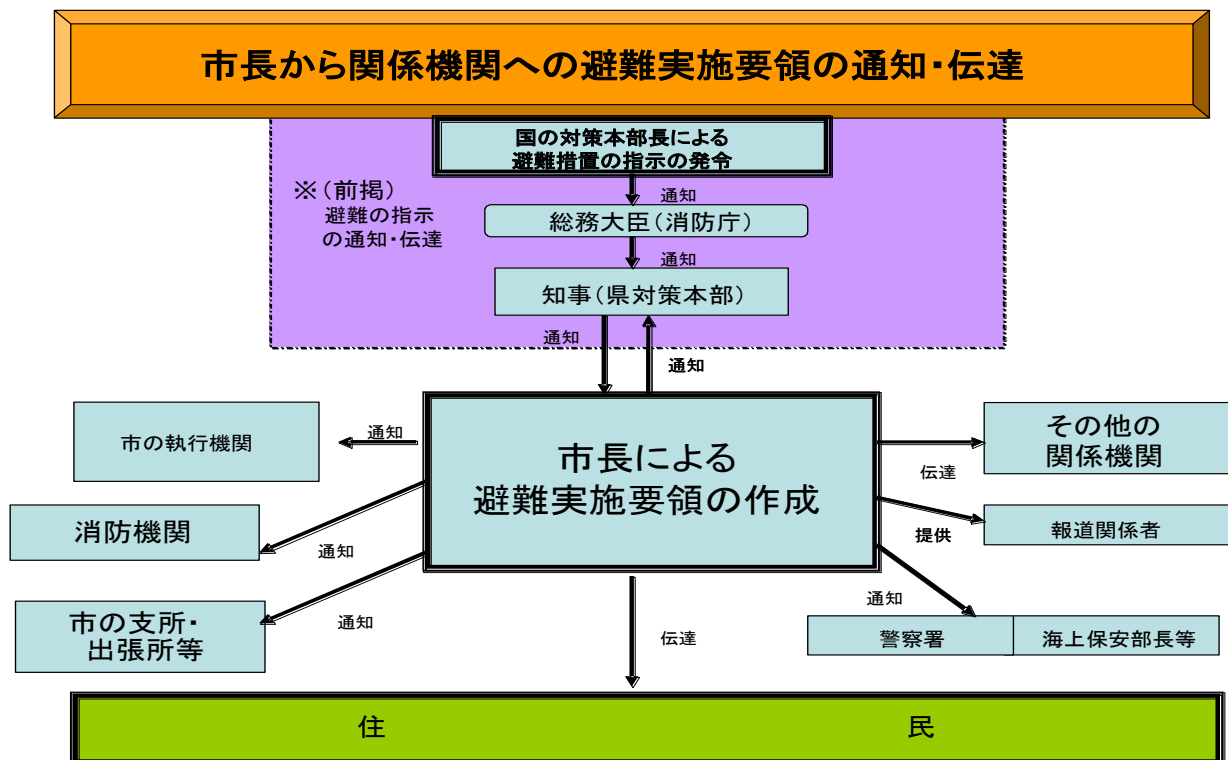 市長から関係機関への避難実施要領の通知・伝達
国の対策本部長による
避難措置の指示の発令
※(前掲)
避難の指示
の通知・伝達
通知
総務大臣(消防庁)
通知
知事(県対策本部)
通知
通知
市の執行機関
通知
市長による
避難実施要領の作成
その他の
関係機関
伝達
消防機関
通知
提供
報道関係者
市の支所・
出張所等
通知
伝達
通知
警察署
海上保安部長等
住民